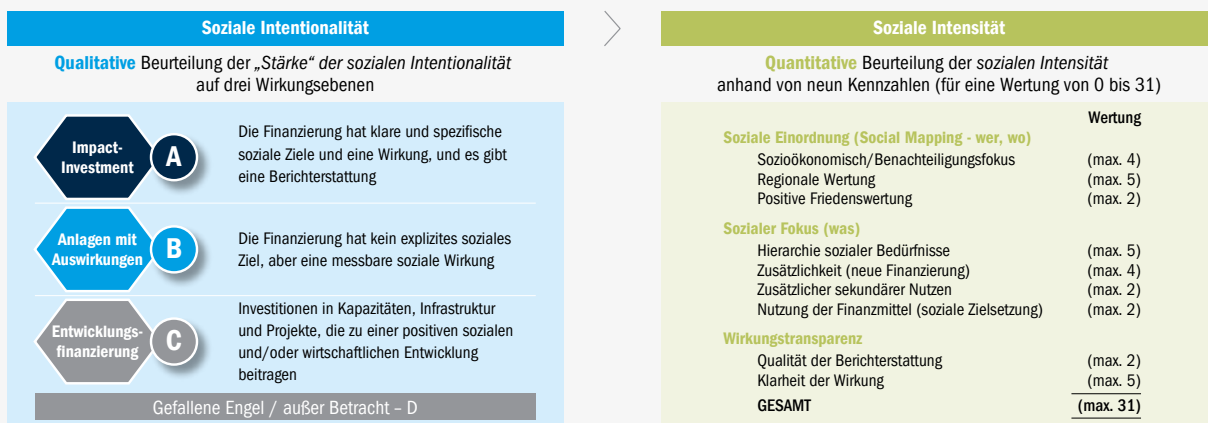 Soziale Intentionalität
Qualitative Beurteilung der „Stärke“ der sozialen Intentionalität
auf drei Wirkungsebenen
Impact-
Investment
A
Die Finanzierung hat klare und spezifische
soziale Ziele und eine Wirkung, und es gibt
eine Berichterstattung
Anlagen mit
Auswirkungen
B
Die Finanzierung hat kein explizites soziales
Ziel, aber eine messbare soziale Wirkung
Entwicklungs-
finanzierung
C
Investitionen in Kapazitäten, Infrastruktur
und Projekte, die zu einer positiven sozialen
und/oder wirtschaftlichen Entwicklung
beitragen
Gefallene Engel / außer Betracht – D
Soziale Intensität
Quantitative Beurteilung der sozialen Intensität
anhand von neun Kennzahlen (für eine Wertung von 0 bis 31)
Wertung
Soziale Einordnung (Social Mapping - wer, wo)
Sozioökonomisch/Benachteiligungsfokus (max. 4)
Regionale Wertung (max. 5)
Positive Friedenswertung (max. 2)
Sozialer Fokus (was)
Hierarchie sozialer Bedürfnisse (max. 5)
Zusätzlichkeit (neue Finanzierung) (max. 4)
Zusätzlicher sekundärer Nutzen (max. 2)
Nutzung der Finanzmittel (soziale Zielsetzung) (max. 2)
Wirkungstransparenz
Qualität der Berichterstattung (max. 2)
Klarheit der Wirkung (max. 5)
GESAMT (max. 31)